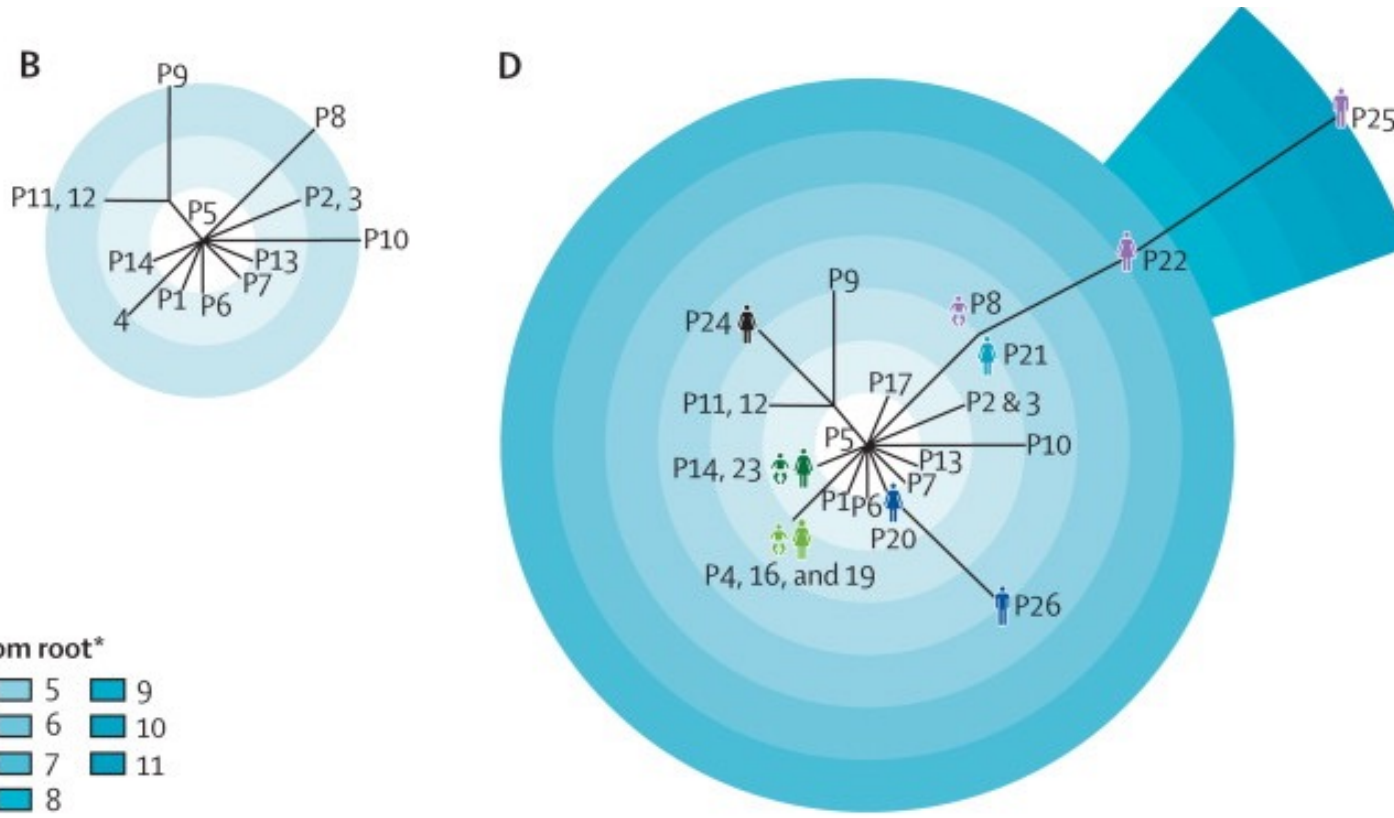 B
P9
P8
P11, 12
P5
P2, 3
P10
P14
P13
P7
P1
P6
4
D
P25
P22
P9
P8
P24
P21
P17
P11, 12
P2 & 3
P5
P10
P14, 23
P13
P7
P1
P6
P20
P4, 16, and 19
P26
om root*
5
9
6
10
7
11
8